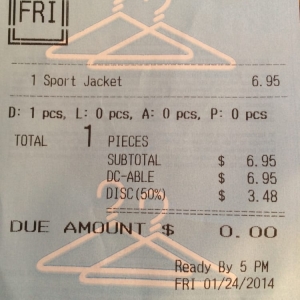 FRI
1 Sport Jacket 6.95
D: 1 pcs, L: 0 pcs, A: 0 pcs, P: 0 pcs
TOTAL 1 PIECES
SUBTOTAL $ 6.95
DC-ABLE $ 6.95
DISC(50%) $ 3.48
DUE AMOUNT $ 0.00
Ready By 5 PM
FRI 01/24/2014